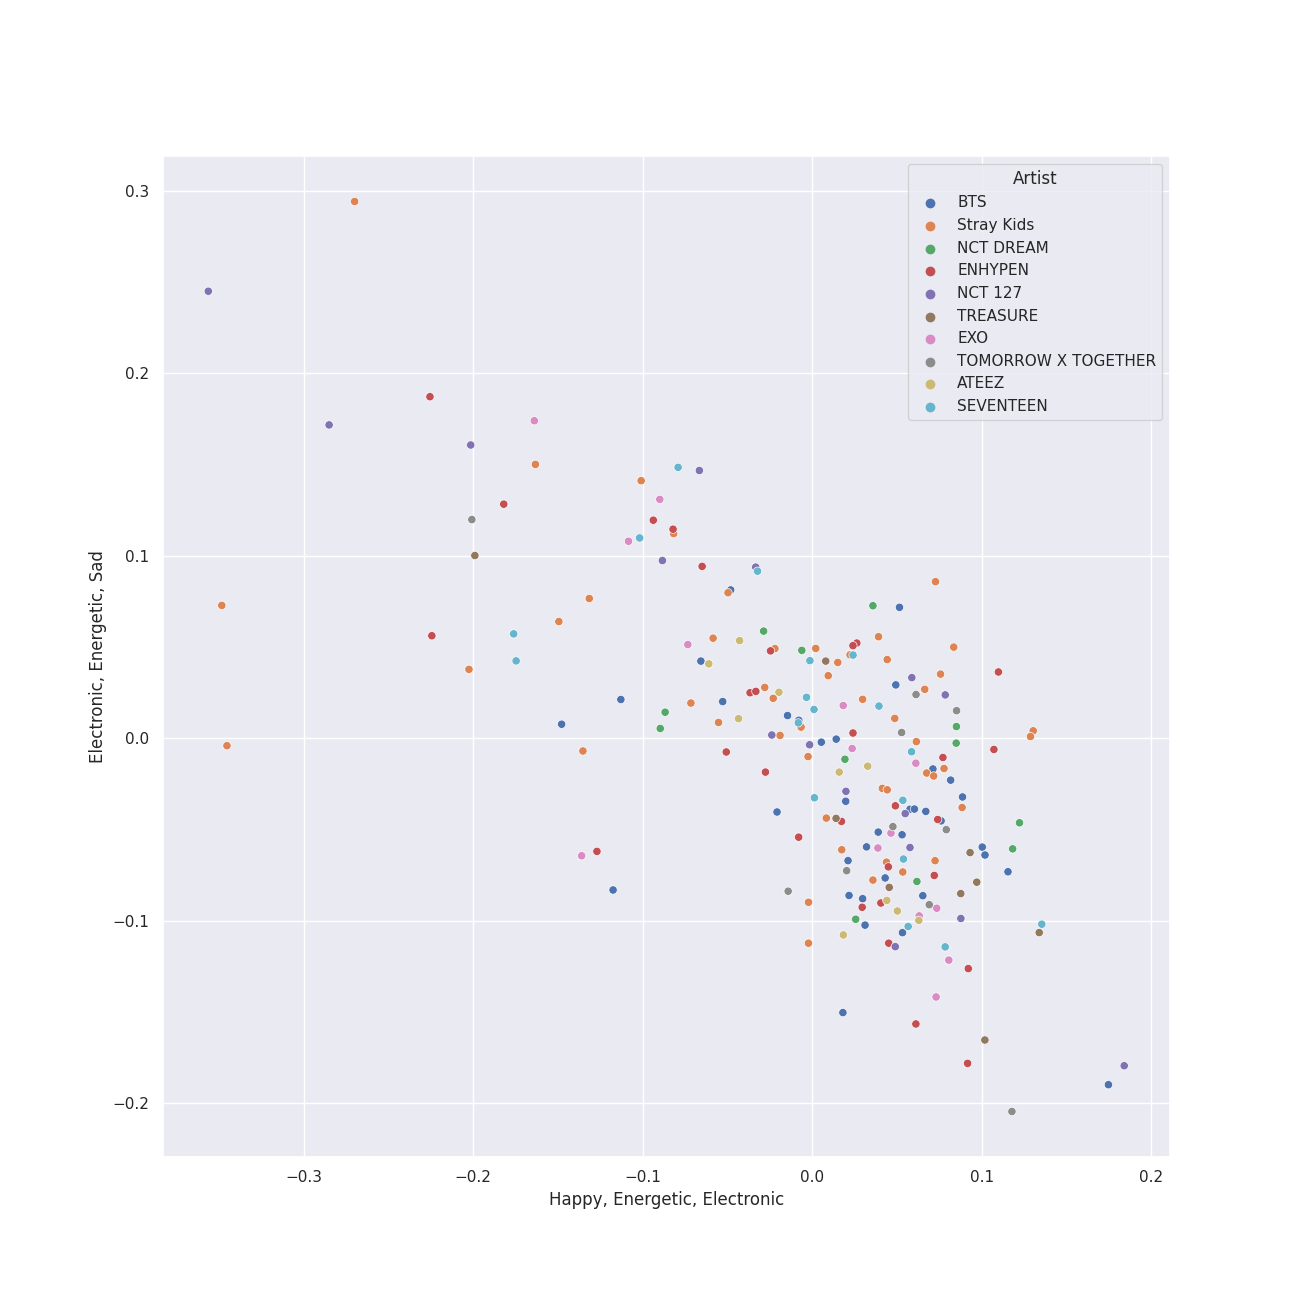 Artist
BTS
Stray Kids
NCT DREAM
ENHYPEN
NCT 127
TREASURE
EXO
TOMORROW X TOGETHER
ATEEZ
SEVENTEEN
0.3
0.2
0.1
0.0
−0.1
−0.2
Electronic, Energetic, Sad
−0.3
−0.2
−0.1
0.0
0.1
0.2
Happy, Energetic, Electronic